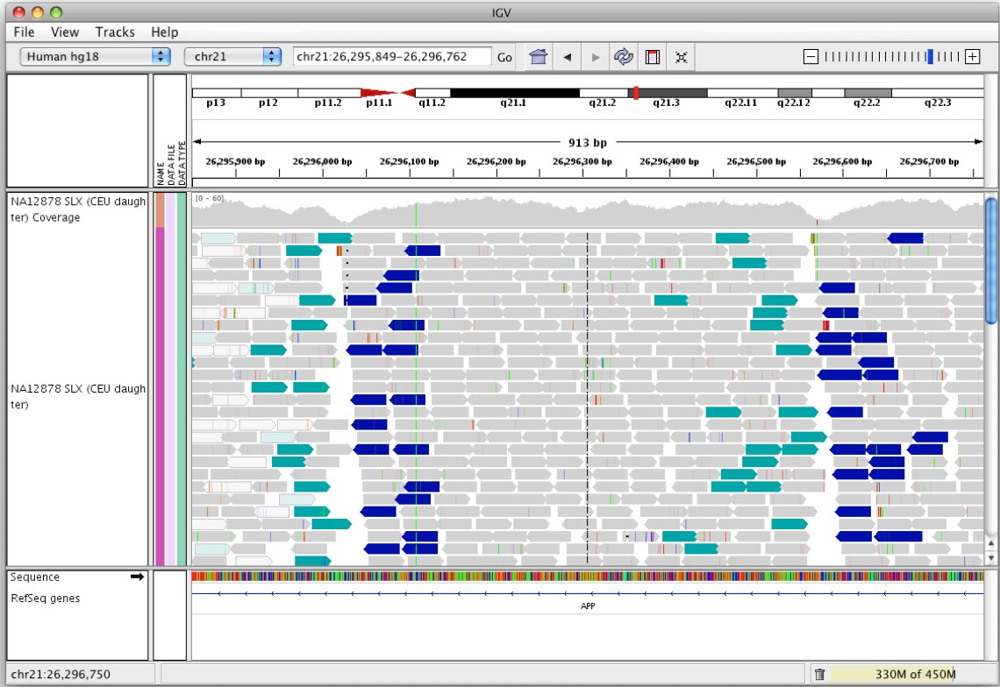 IGV
File View Tracks Help
Human hg18 chr21 chr21:26,295,849-26,296,762 Go
p13 p12 p11.2 p11.1 q11.2 q21.1 q21.2 q21.3 q22.11 q22.12 q22.2 q22.3
913 bp
NAME
DATA FILE
DATA TYPE
26,295,900 bp 26,296,000 bp 26,296,100 bp 26,296,200 bp 26,296,300 bp 26,296,400 bp 26,296,500 bp 26,296,600 bp 26,296,700 bp
NA12878 SLX (CEU daugh
ter) Coverage
[0 - 60]
NA12878 SLX (CEU daugh
ter)
Sequence
RefSeq genes
APP
chr21:26,296,750 330M of 450M